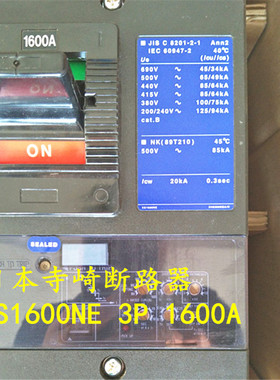 1600A
JIS C 8201-2-1 Ann2
IEC 60947-2 40℃
Ue (Icu/Ics)
690V ∿ 45/34kA
500V ∿ 65/49kA
440V ∿ 85/64kA
415V ∿ 85/64kA
380V ∿ 100/75kA
200/240V ∿ 125/94kA
cat.B
NK(89T210) 40℃
500V 85kA
Icw 20kA 0.3sec
ON
SEALED
日本寺崎断路器
S1600NE 3P 1600A